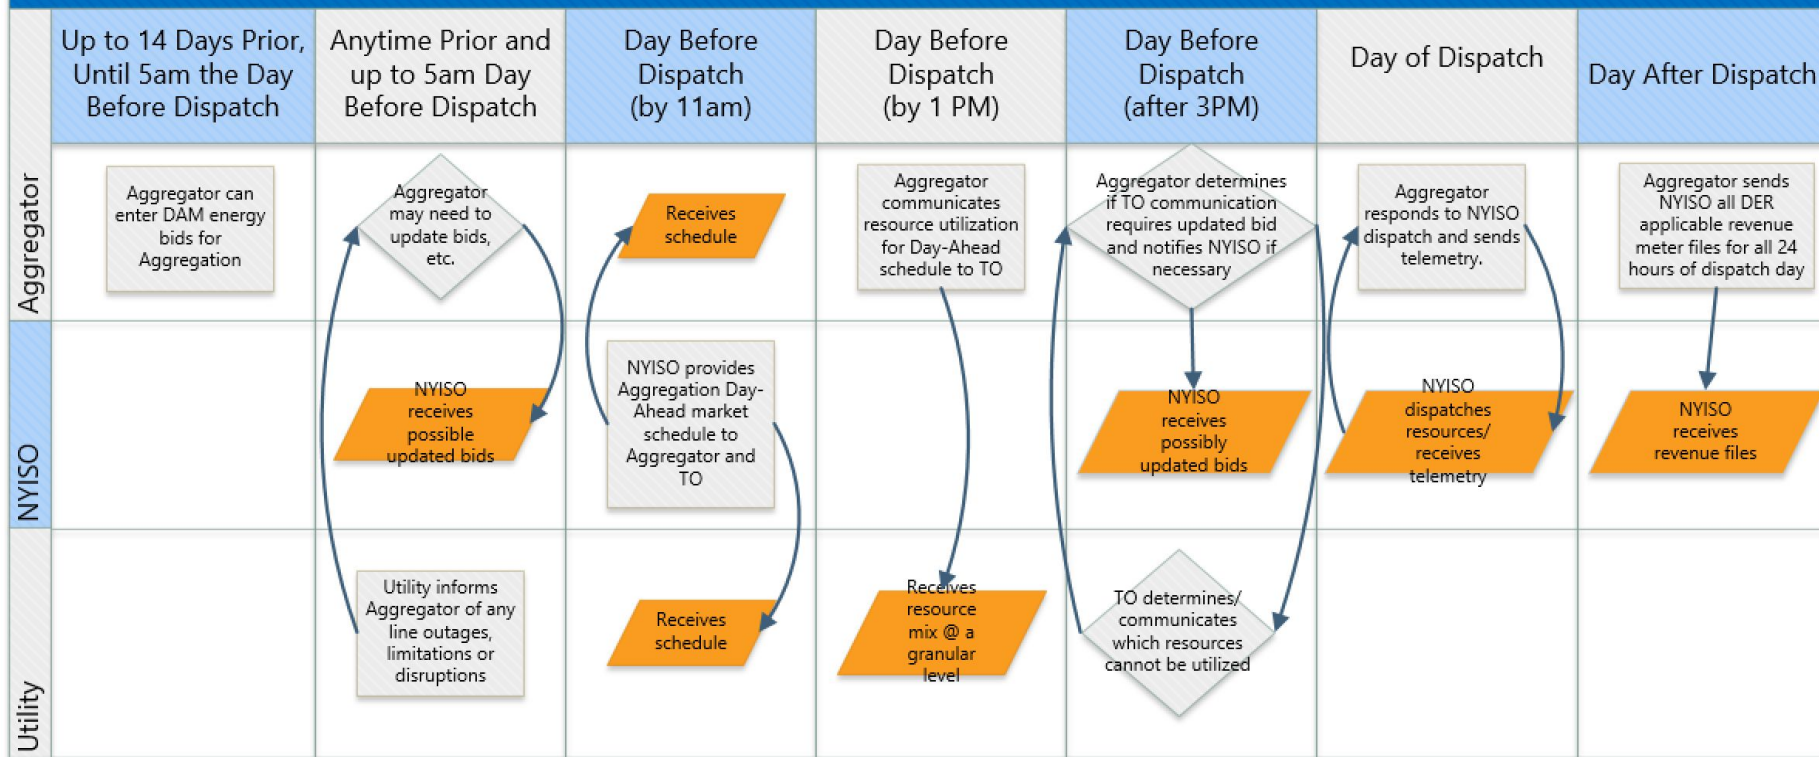 Up to 14 Days Prior,
Until 5am the Day
Before Dispatch
Anytime Prior and
up to 5am Day
Before Dispatch
Day Before
Dispatch
(by 11am)
Day Before
Dispatch
(by 1 PM)
Day Before
Dispatch
(after 3PM)
Day of Dispatch
Day After Dispatch
Aggregator
Aggregator can
enter DAM energy
bids for
Aggregation
Aggregator
may need to
update bids,
etc.
Receives
schedule
Aggregator
communicates
resource utilization
for Day-Ahead
schedule to TO
Aggregator determines
if TO communication
requires updated bid
and notifies NYISO if
necessary
Aggregator
responds to NYISO
dispatch and sends
telemetry.
Aggregator sends
NYISO all DER
applicable revenue
meter files for all 24
hours of dispatch day
NYISO
NYISO
receives
possible
updated bids
NYISO provides
Aggregation Day-
Ahead market
schedule to
Aggregator and
TO
NYISO
receives
possibly
updated bids
NYISO
dispatches
resources/
receives
telemetry
NYISO
receives
revenue files
Utility
Utility informs
Aggregator of any
line outages,
limitations or
disruptions
Receives
schedule
Receives
resource
mix @ a
granular
level
TO determines/
communicates
which resources
cannot be utilized